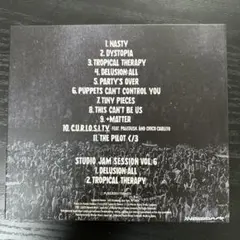 1. NASTY
2. DYSTOPIA
3. TROPICAL THERAPY
4. DELUSION:ALL
5. PARTY'S OVER
6. PUPPETS CAN'T CONTROL YOU
7. TINY PIECES
8. THIS CAN'T BE US
9. +MATTER
10. C.U.R.I.O.S.I.T.Y. FEAT. PALEDUSK AND CHICO CARLITO
11. THE PILOT </3
STUDIO JAM SESSION VOL. 6
1. DELUSION:ALL
2. TROPICAL THERAPY